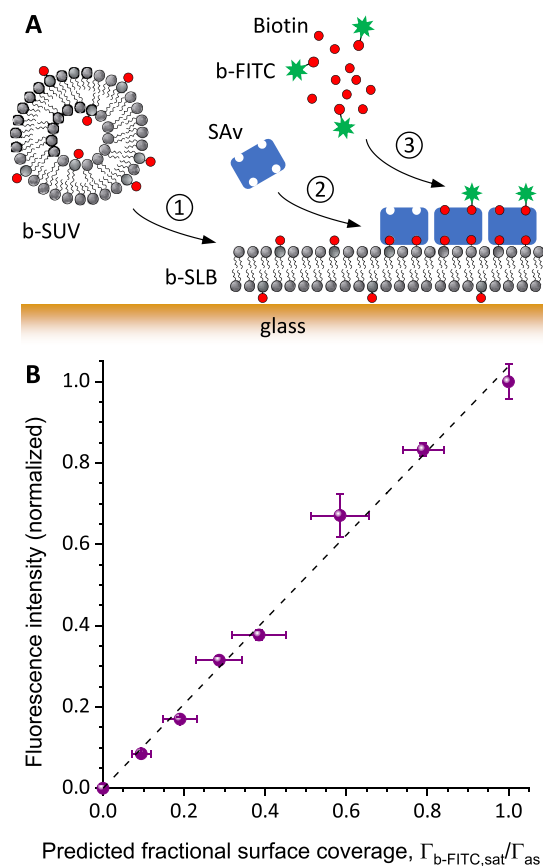 A
Biotin
b-FITC
SAv
③
①
②
b-SUV
b-SLB
glass
B
Fluorescence intensity (normalized)
1.0
0.8
0.6
0.4
0.2
0.0
0.0 0.2 0.4 0.6 0.8 1.0
Predicted fractional surface coverage, Γb-FITC,sat/Γas